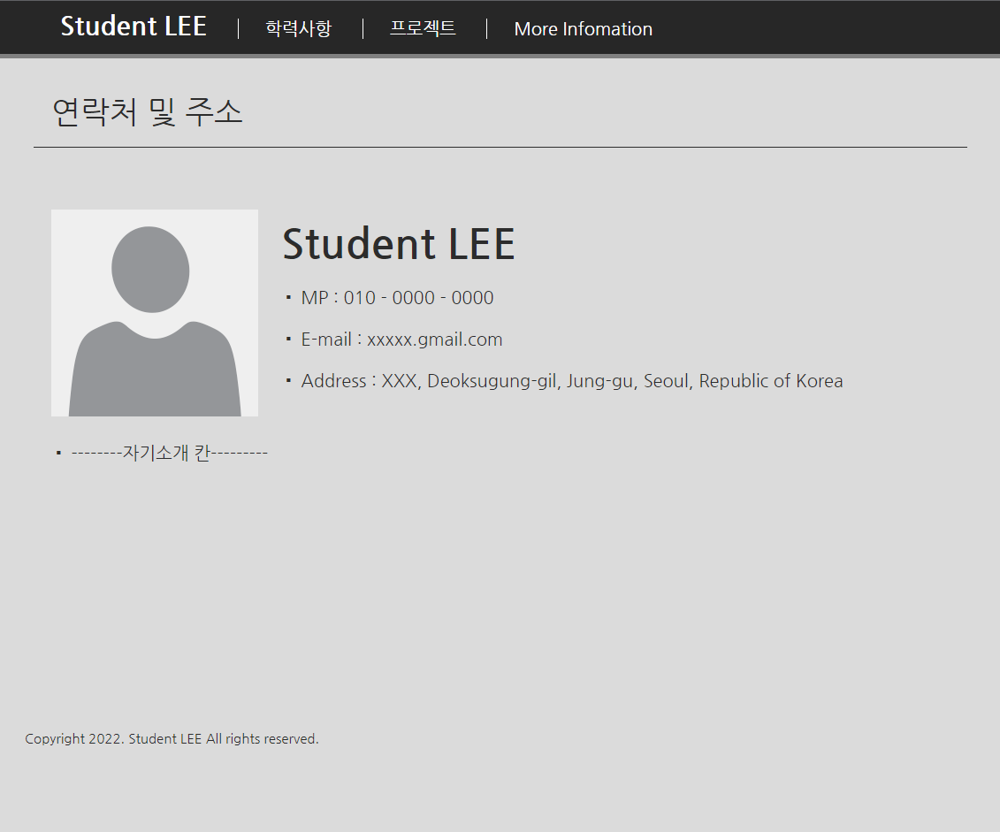 Student LEE | 학력사항 | 프로젝트 | More Infomation
연락처 및 주소
Student LEE
▪ MP : 010 - 0000 - 0000
▪ E-mail : xxxxx.gmail.com
▪ Address : XXX, Deoksugung-gil, Jung-gu, Seoul, Republic of Korea
▪ --------자기소개 칸---------
Copyright 2022. Student LEE All rights reserved.